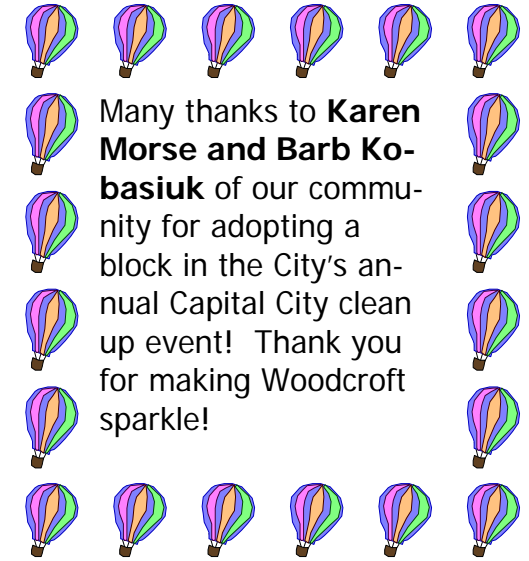 Many thanks to Karen
Morse and Barb Ko-
basiuk of our commu-
nity for adopting a
block in the City's an-
nual Capital City clean
up event!  Thank you
for making Woodcroft
sparkle!